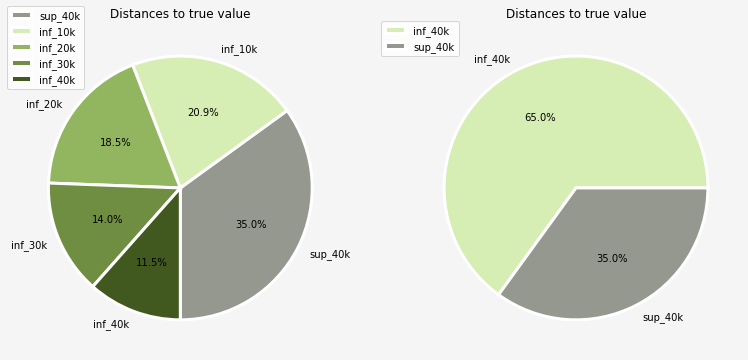 Distances to true value
sup_40k
inf_10k
inf_20k
inf_30k
inf_40k
inf_10k
20.9%
inf_20k
18.5%
inf_30k
14.0%
inf_40k
11.5%
sup_40k
35.0%
Distances to true value
inf_40k
sup_40k
inf_40k
65.0%
sup_40k
35.0%